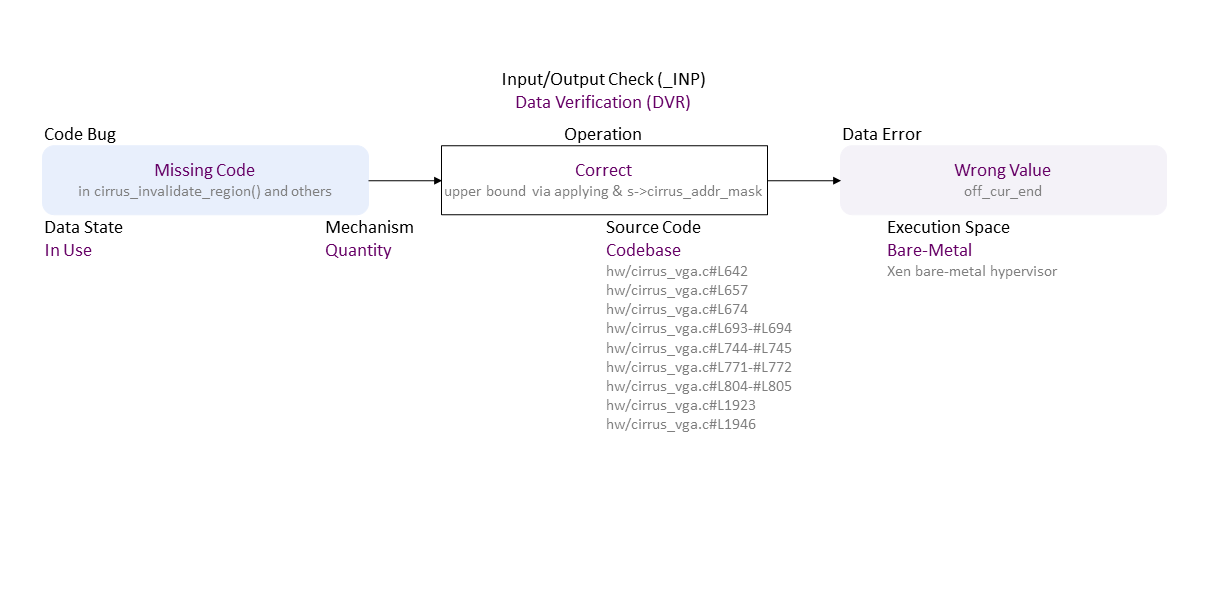 Input/Output Check (_INP)
Data Verification (DVR)
Code Bug
Operation
Data Error
Missing Code
in cirrus_invalidate_region() and others
Correct
upper bound via applying & s->cirrus_addr_mask
Wrong Value
off_cur_end
Data State
In Use
Mechanism
Quantity
Source Code
Codebase
hw/cirrus_vga.c#L642
hw/cirrus_vga.c#L657
hw/cirrus_vga.c#L674
hw/cirrus_vga.c#L693-#L694
hw/cirrus_vga.c#L744-#L745
hw/cirrus_vga.c#L771-#L772
hw/cirrus_vga.c#L804-#L805
hw/cirrus_vga.c#L1923
hw/cirrus_vga.c#L1946
Execution Space
Bare-Metal
Xen bare-metal hypervisor